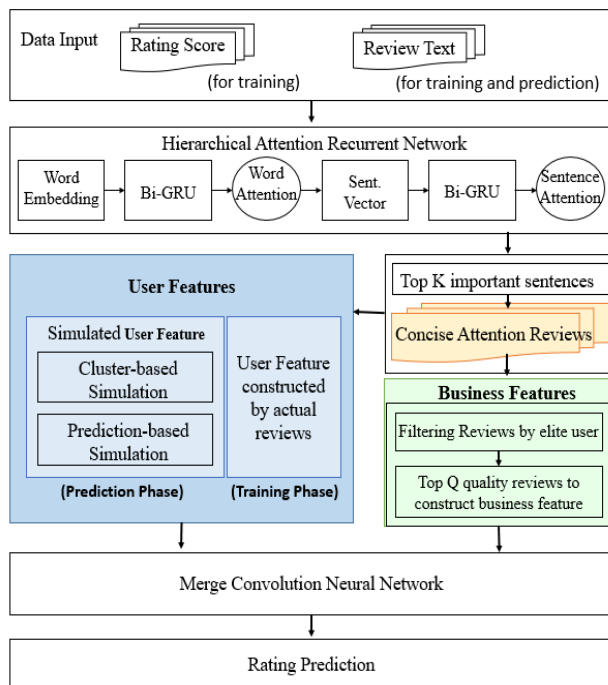 Data Input
Rating Score
(for training)
Review Text
(for training and prediction)
Hierarchical Attention Recurrent Network
Word
Embedding
Bi-GRU
Word
Attention
Sent.
Vector
Bi-GRU
Sentence
Attention
Top K important sentences
Concise Attention Reviews
User Features
Simulated User Feature
Cluster-based
Simulation
Prediction-based
Simulation
(Prediction Phase)
User Feature
constructed
by actual
reviews
(Training Phase)
Business Features
Filtering Reviews by elite user
Top Q quality reviews to
construct business feature
Merge Convolution Neural Network
Rating Prediction